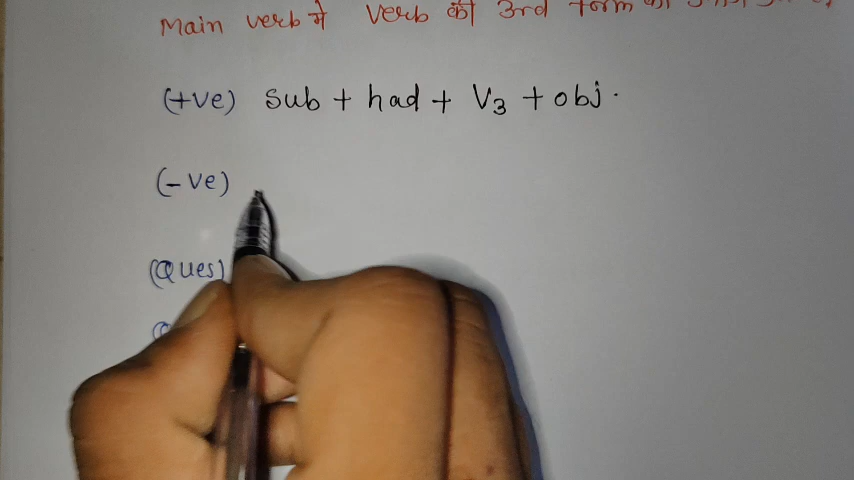 Main verb में Verb की 3rd form का
(+ve) Sub + had + V3 + obj.
(-ve)
(Ques)